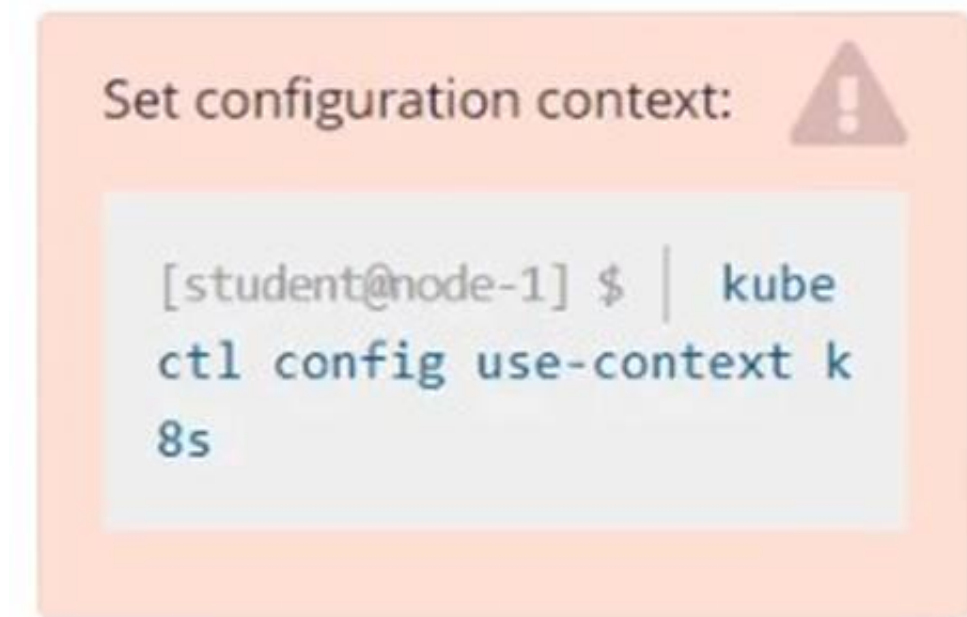 Set configuration context:
[student@node-1] $ | kube
ctl config use-context k
8s